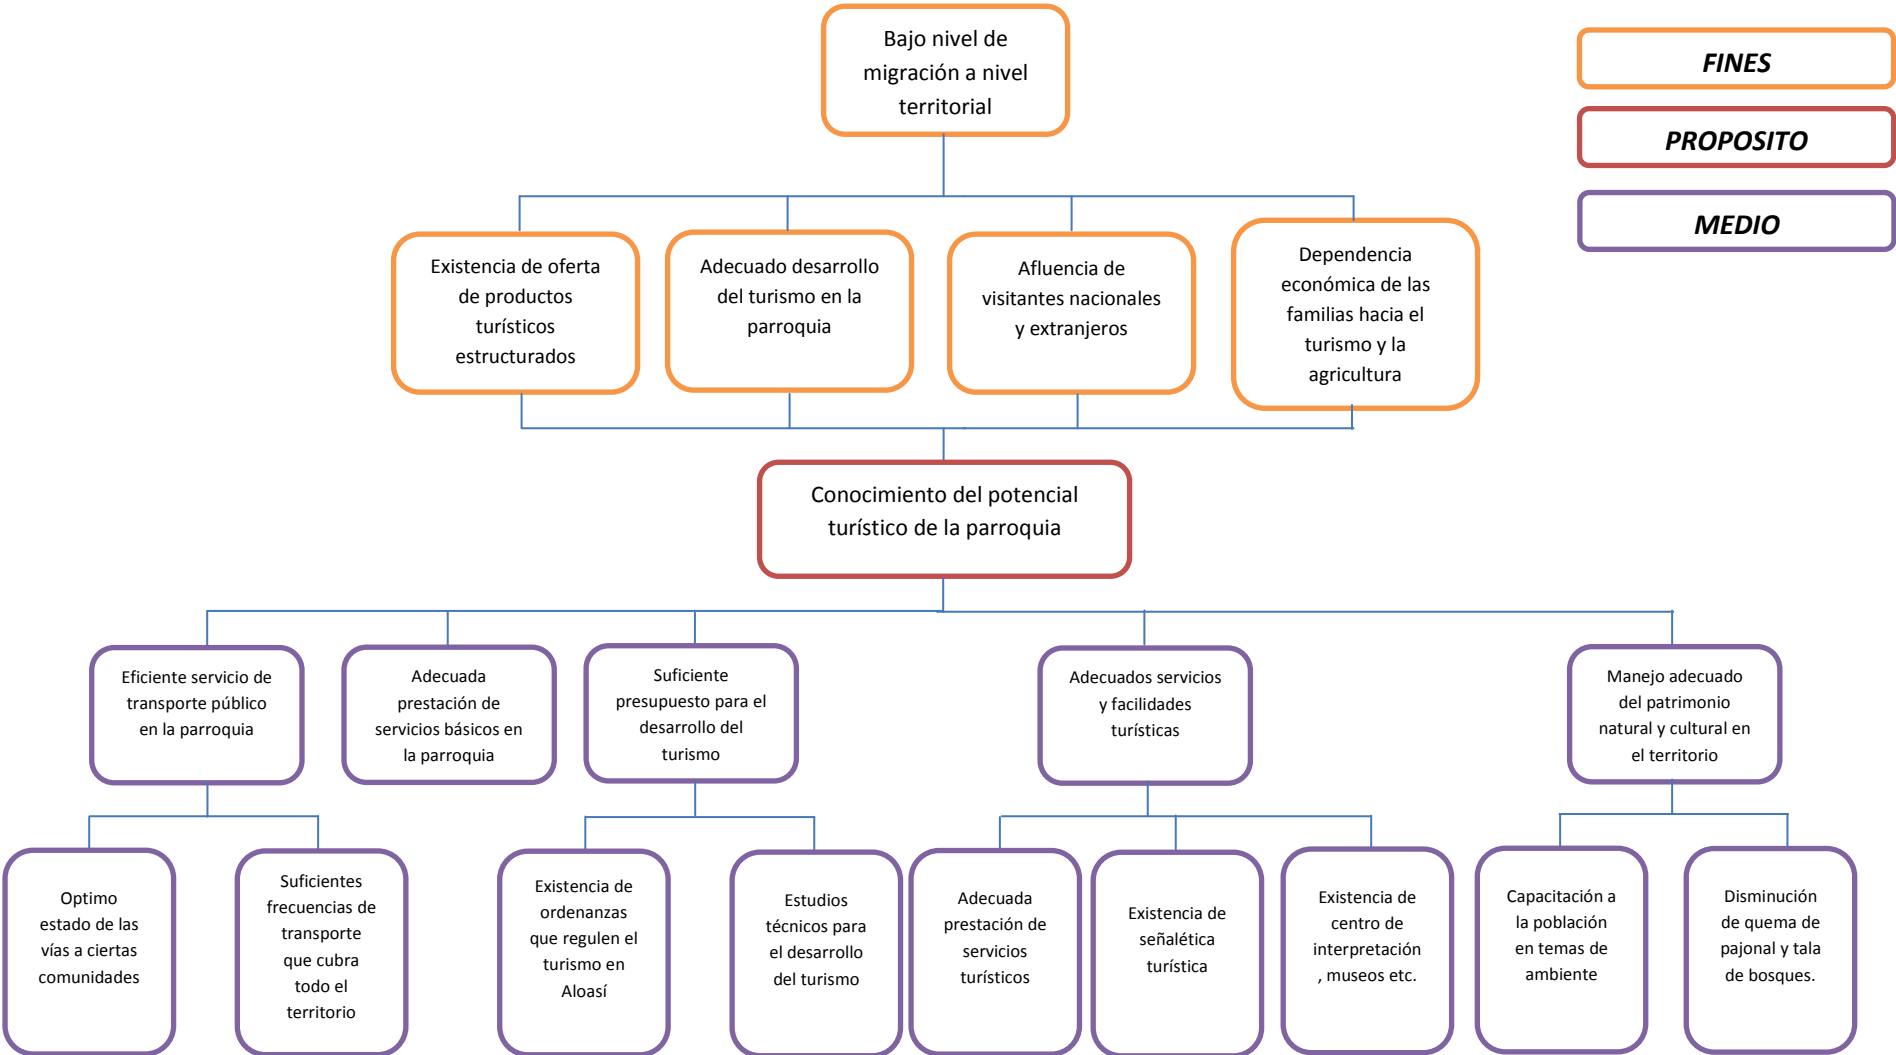 Bajo nivel de
migración a nivel
territorial
FINES
PROPOSITO
MEDIO
Existencia de oferta
de productos
turísticos
estructurados
Adecuado desarrollo
del turismo en la
parroquia
Afluencia de
visitantes nacionales
y extranjeros
Dependencia
económica de las
familias hacia el
turismo y la
agricultura
Conocimiento del potencial
turístico de la parroquia
Eficiente servicio de
transporte público
en la parroquia
Adecuada
prestación de
servicios básicos en
la parroquia
Suficiente
presupuesto para el
desarrollo del
turismo
Adecuados servicios
y facilidades
turísticas
Manejo adecuado
del patrimonio
natural y cultural en
el territorio
Optimo
estado de las
vías a ciertas
comunidades
Suficientes
frecuencias de
transporte
que cubra
todo el
territorio
Existencia de
ordenanzas
que regulen el
turismo en
Aloasí
Estudios
técnicos para
el desarrollo
del turismo
Adecuada
prestación de
servicios
turísticos
Existencia de
señalética
turística
Existencia de
centro de
interpretación
, museos etc.
Capacitación a
la población
en temas de
ambiente
Disminución
de quema de
pajonal y tala
de bosques.